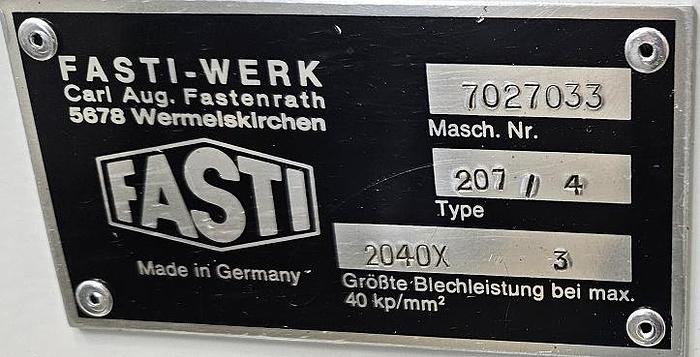 FASTI-WERK
Carl Aug. Fastenrath
5678 Wermelskirchen
FASTI
Made in Germany
7027033
Masch. Nr.
207 / 4
Type
2040X 3
Größte Blechleistung bei max.
40 kp/mm²